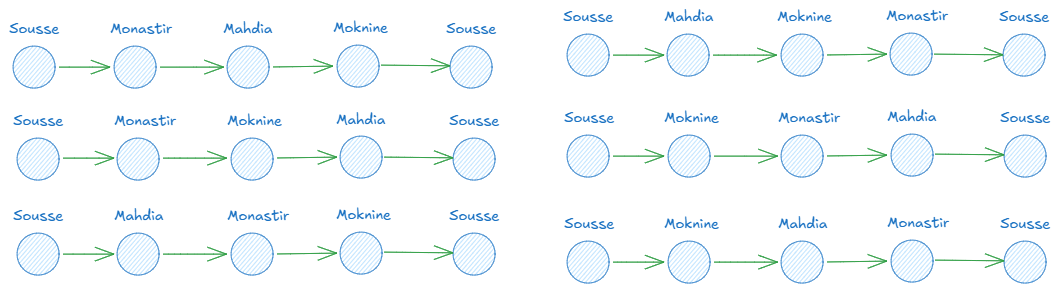 Sousse Monastir Mahdia Moknine Sousse
Sousse Monastir Moknine Mahdia Sousse
Sousse Mahdia Monastir Moknine Sousse
Sousse Mahdia Moknine Monastir Sousse
Sousse Moknine Monastir Mahdia Sousse
Sousse Moknine Mahdia Monastir Sousse